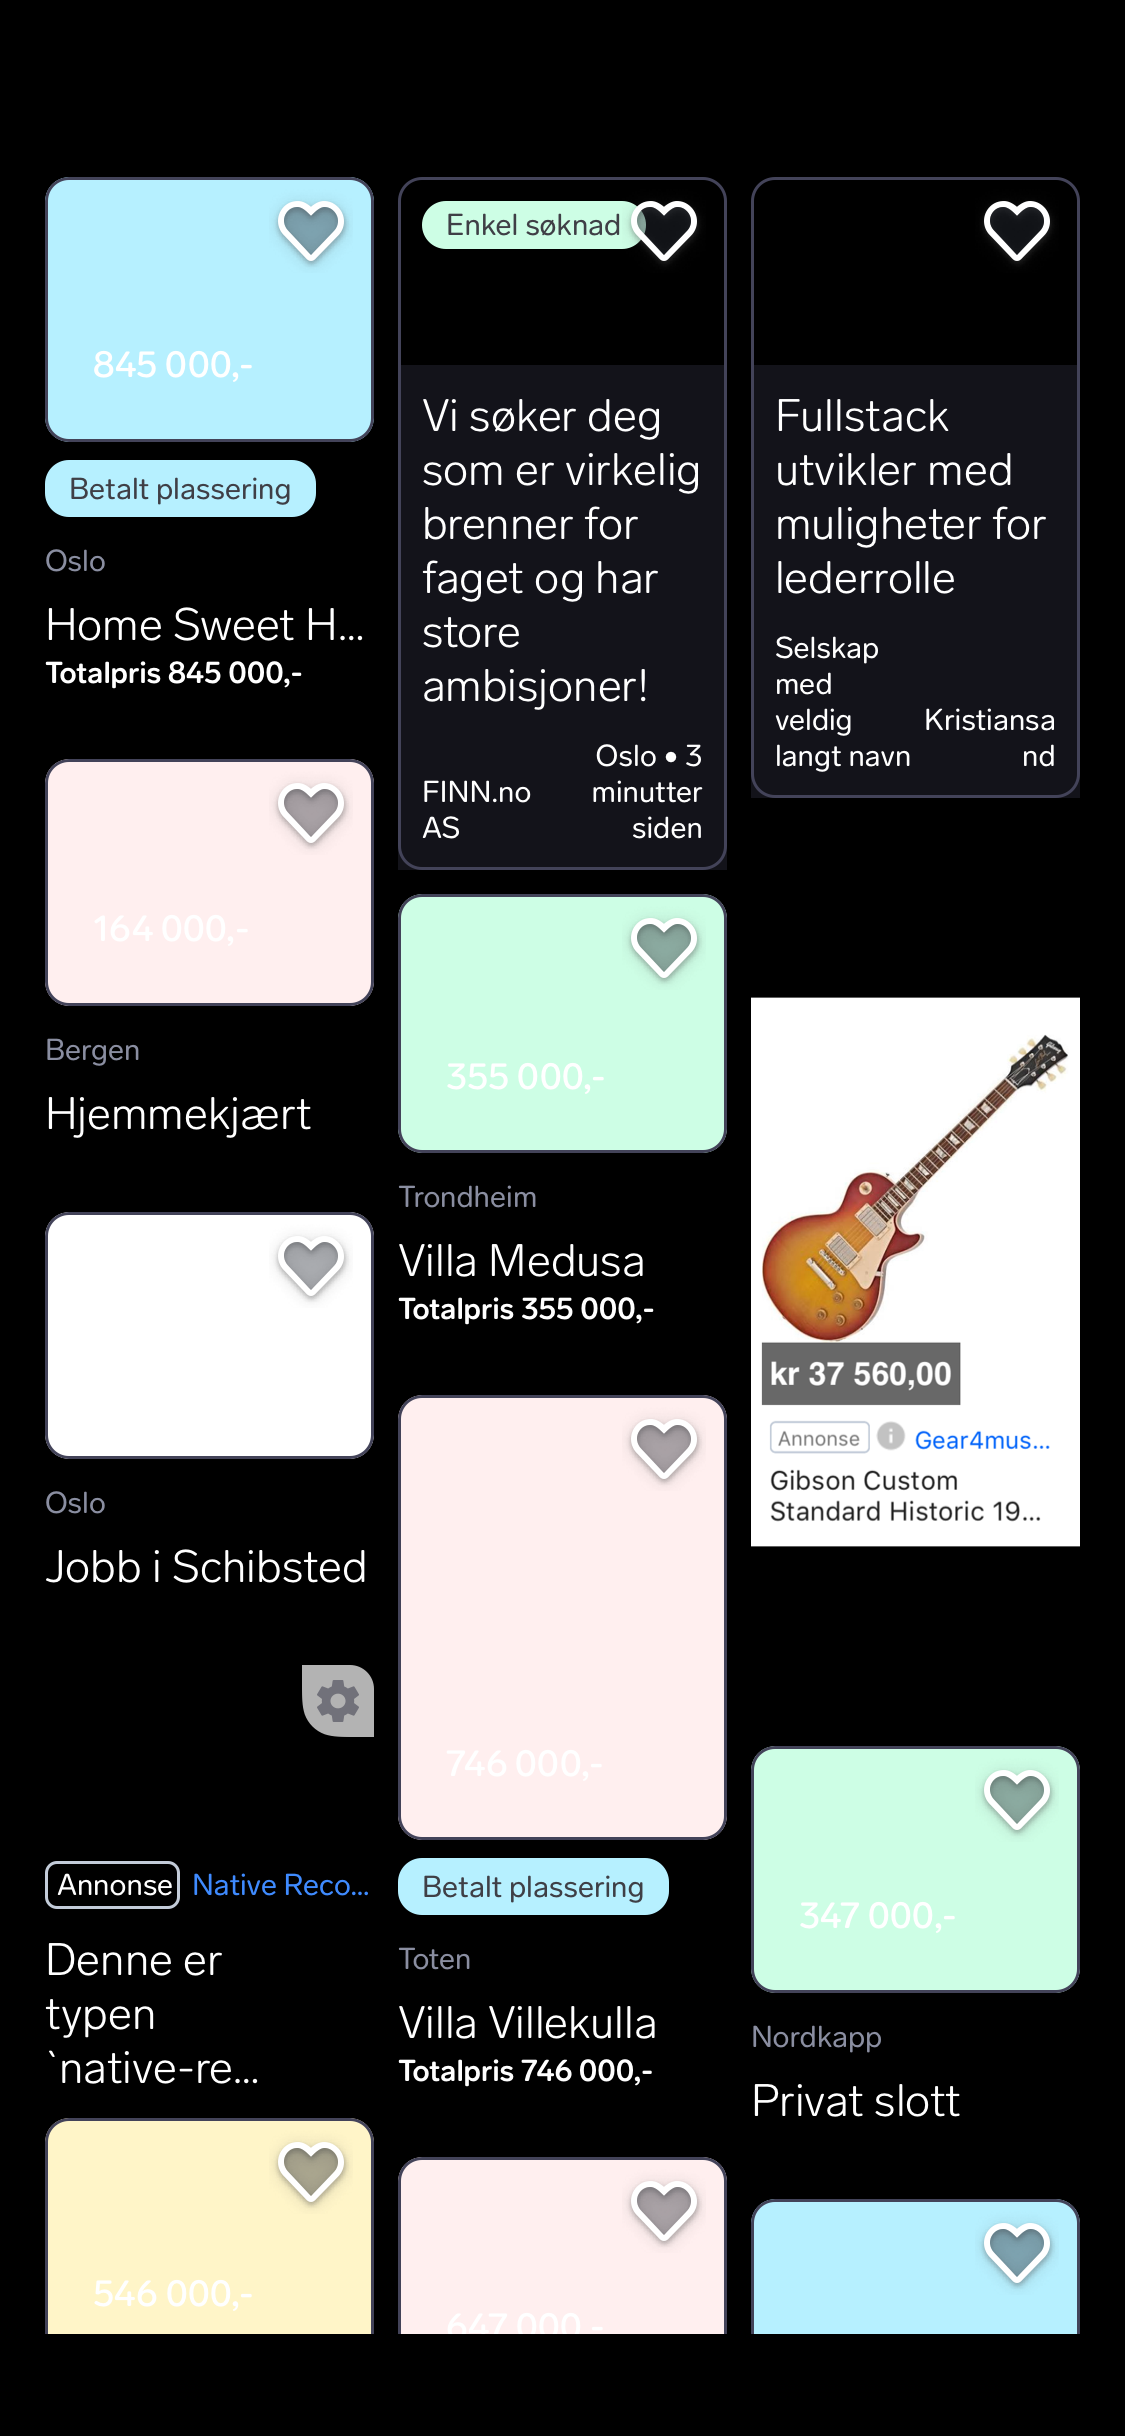 845 000,-
Betalt plassering
Oslo
Home Sweet H...
Totalpris 845 000,-
164 000,-
Bergen
Hjemmekjært
Oslo
Jobb i Schibsted
Annonse Native Reco...
Denne er
typen
`native-re...
546 000,-
Enkel søknad
Vi søker deg
som er virkelig
brenner for
faget og har
store
ambisjoner!
FINN.no
AS
Oslo • 3
minutter
siden
355 000,-
Trondheim
Villa Medusa
Totalpris 355 000,-
746 000,-
Betalt plassering
Toten
Villa Villekulla
Totalpris 746 000,-
647 000,-
Fullstack
utvikler med
muligheter for
lederrolle
Selskap
med
veldig
langt navn
Kristiansa
nd
kr 37 560,00
Annonse Gear4mus...
Gibson Custom
Standard Historic 19...
347 000,-
Nordkapp
Privat slott